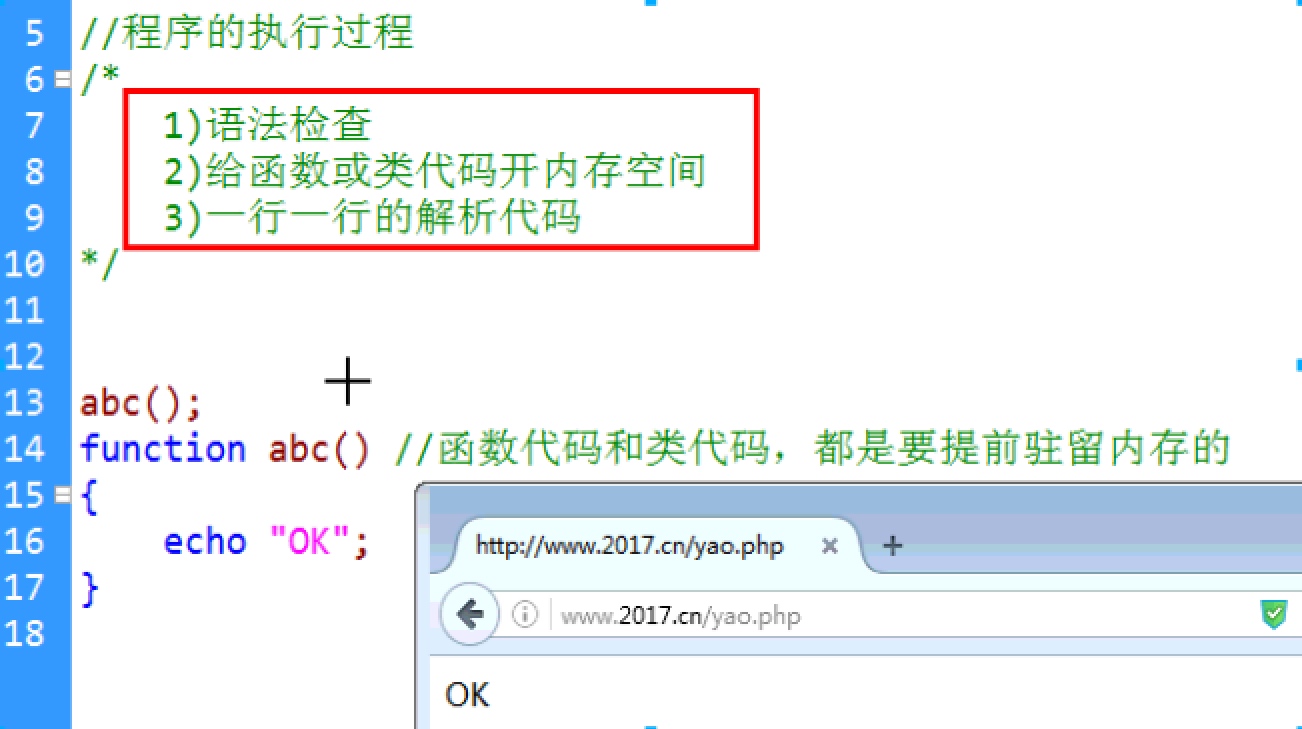 5 //程序的执行过程
6 /*
7 1)语法检查
8 2)给函数或类代码开内存空间
9 3)一行一行的解析代码
10 */
11
12
13 abc();
14 function abc() //函数代码和类代码，都是要提前驻留内存的
15 {
16 echo "OK";
17 }
18
http://www.2017.cn/yao.php × +
www.2017.cn/yao.php
OK